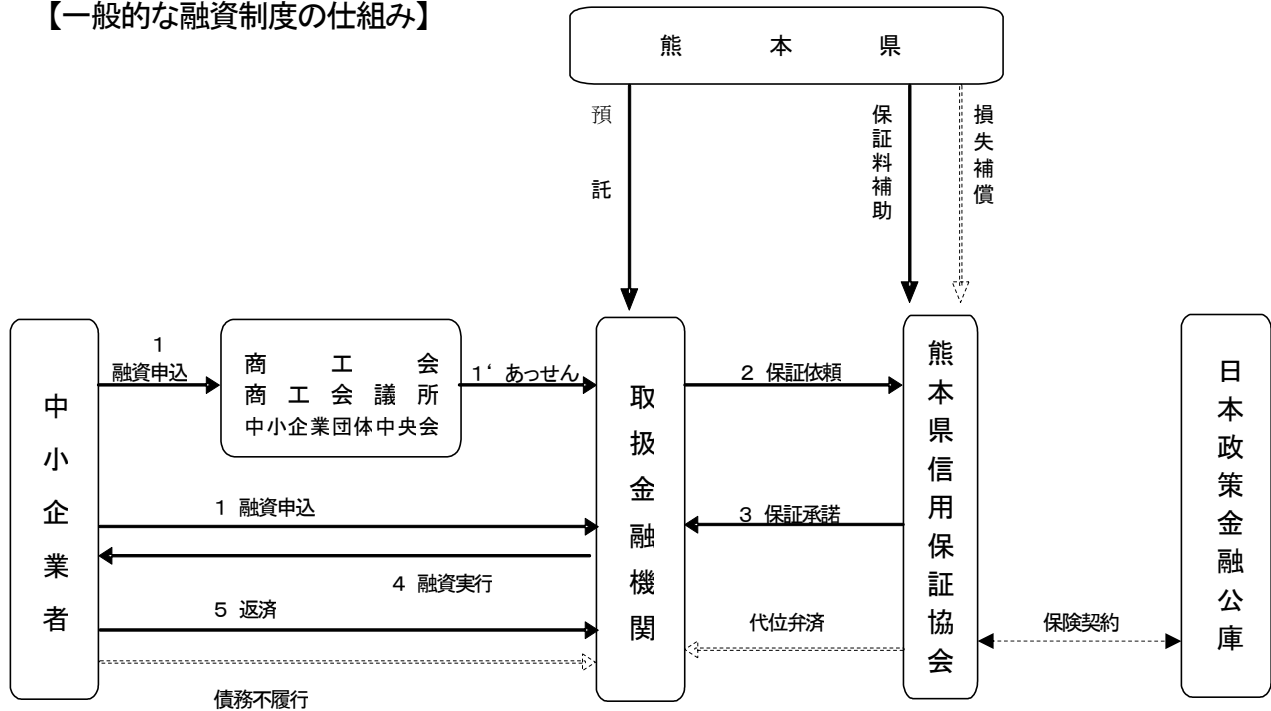 【一般的な融資制度の仕組み】
熊本県
預託
保証料補助
損失補償
中小企業者
1
融資申込
商工会
商工会議所
中小企業団体中央会
1‘ あっせん
取扱金融機関
2 保証依頼
熊本県信用保証協会
日本政策金融公庫
1 融資申込
3 保証承諾
4 融資実行
5 返済
代位弁済
保険契約
債務不履行